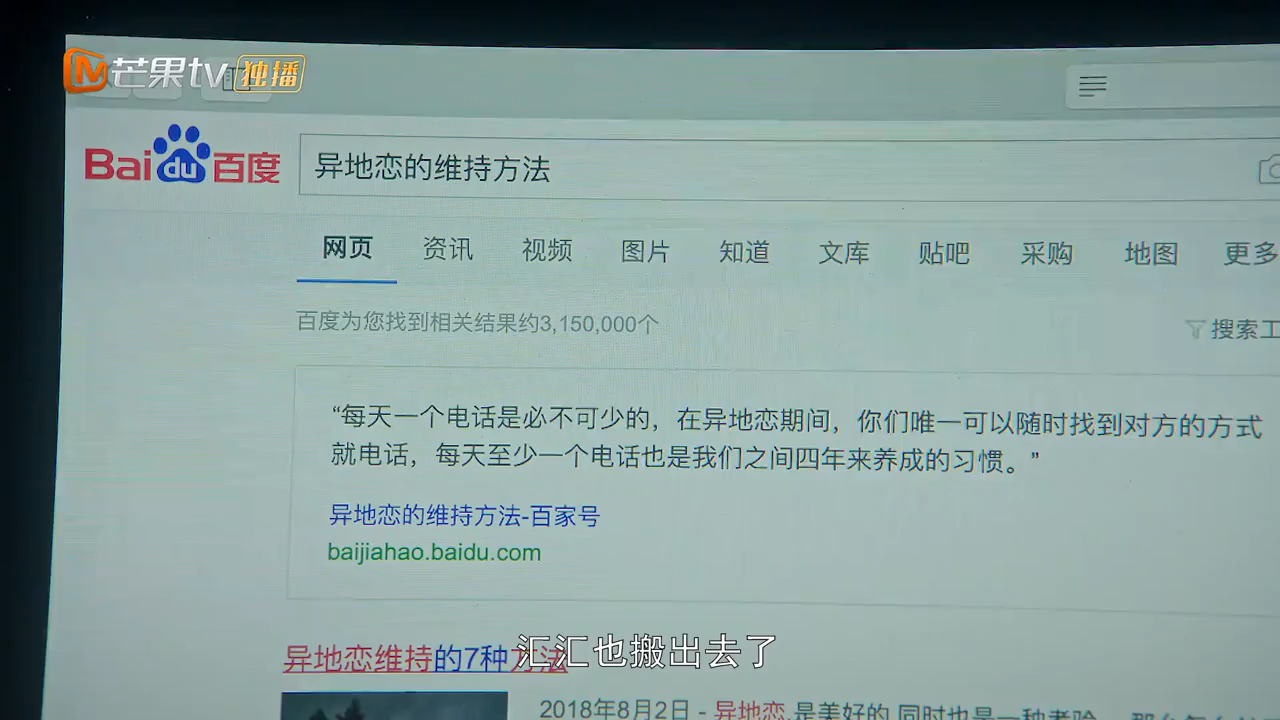 芒果tv 独播
Bai du 百度
异地恋的维持方法
网页 资讯 视频 图片 知道 文库 贴吧 采购 地图 更多
百度为您找到相关结果约3,150,000个
搜索工
“每天一个电话是必不可少的，在异地恋期间，你们唯一可以随时找到对方的方式
就电话，每天至少一个电话也是我们之间四年来养成的习惯。”
异地恋的维持方法-百家号
baijiahao.baidu.com
异地恋维持的7种方法
汇汇也搬出去了
2018年8月2日 - 异地恋,是美好的,同时也是一种考验